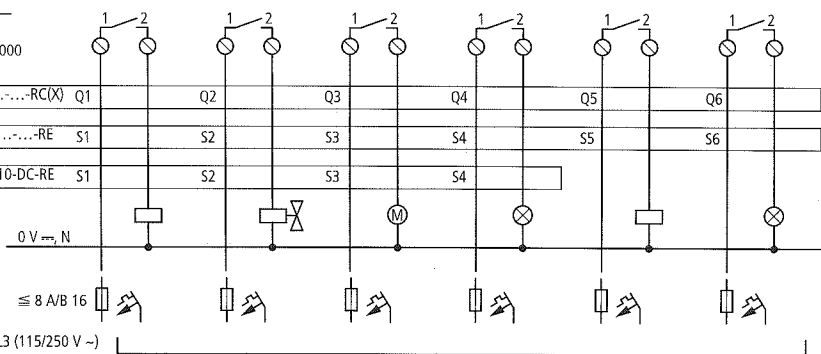 1 2 1 2 1 2 1 2 1 2 1 2
000
.-...-RC(X) Q1 Q2 Q3 Q4 Q5 Q6
...-...-RE S1 S2 S3 S4 S5 S6
10-DC-RE S1 S2 S3 S4
M
0 V ⎓, N
≦ 8 A/B 16
L3 (115/250 V ~)